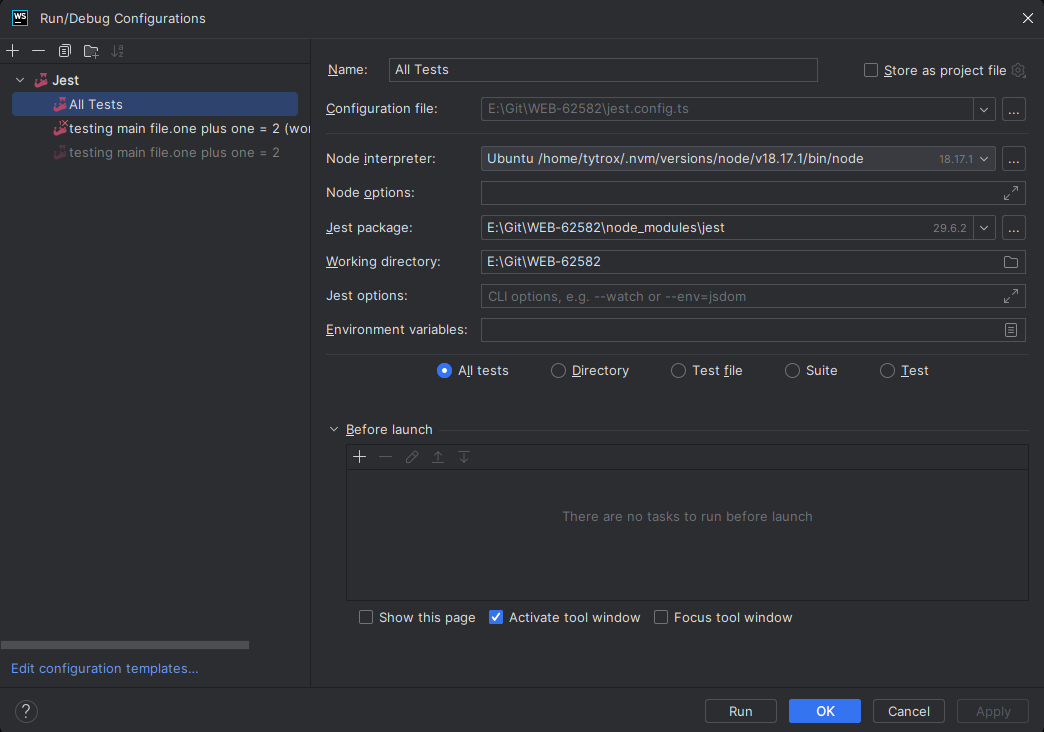 WS
Run/Debug Configurations
Jest
All Tests
testing main file.one plus one = 2 (wor
testing main file.one plus one = 2
Edit configuration templates...
Name:
All Tests
Store as project file
Configuration file:
E:\Git\WEB-62582\jest.config.ts
...
Node interpreter:
Ubuntu /home/tytrox/.nvm/versions/node/v18.17.1/bin/node
18.17.1
...
Node options:
Jest package:
E:\Git\WEB-62582\node_modules\jest
29.6.2
...
Working directory:
E:\Git\WEB-62582
Jest options:
CLI options, e.g. --watch or --env=jsdom
Environment variables:
All tests
Directory
Test file
Suite
Test
Before launch
There are no tasks to run before launch
Show this page
Activate tool window
Focus tool window
?
Run
OK
Cancel
Apply